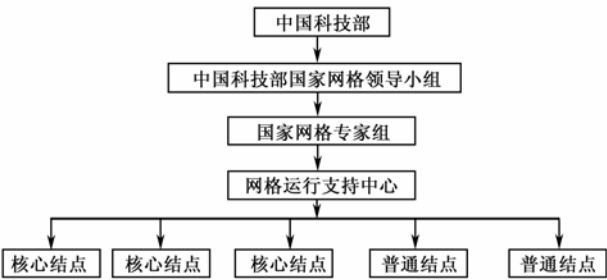 中国科技部
中国科技部国家网格领导小组
国家网格专家组
网格运行支持中心
核心结点
核心结点
核心结点
普通结点
普通结点